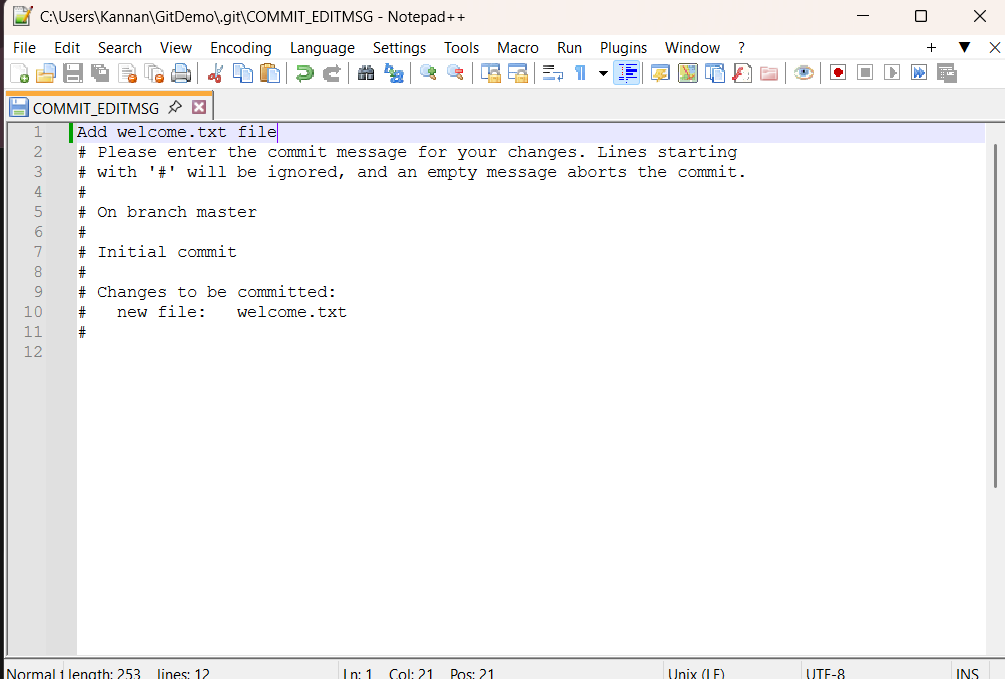 C:\Users\Kannan\GitDemo\.git\COMMIT_EDITMSG - Notepad++
File Edit Search View Encoding Language Settings Tools Macro Run Plugins Window ?
COMMIT_EDITMSG
1 Add welcome.txt file
2 # Please enter the commit message for your changes. Lines starting
3 # with '#' will be ignored, and an empty message aborts the commit.
4 #
5 # On branch master
6 #
7 # Initial commit
8 #
9 # Changes to be committed:
10 #   new file:   welcome.txt
11 #
12
Normal length: 253 lines: 12 Ln: 1 Col: 21 Pos: 21 Unix (LF) UTF-8 INS